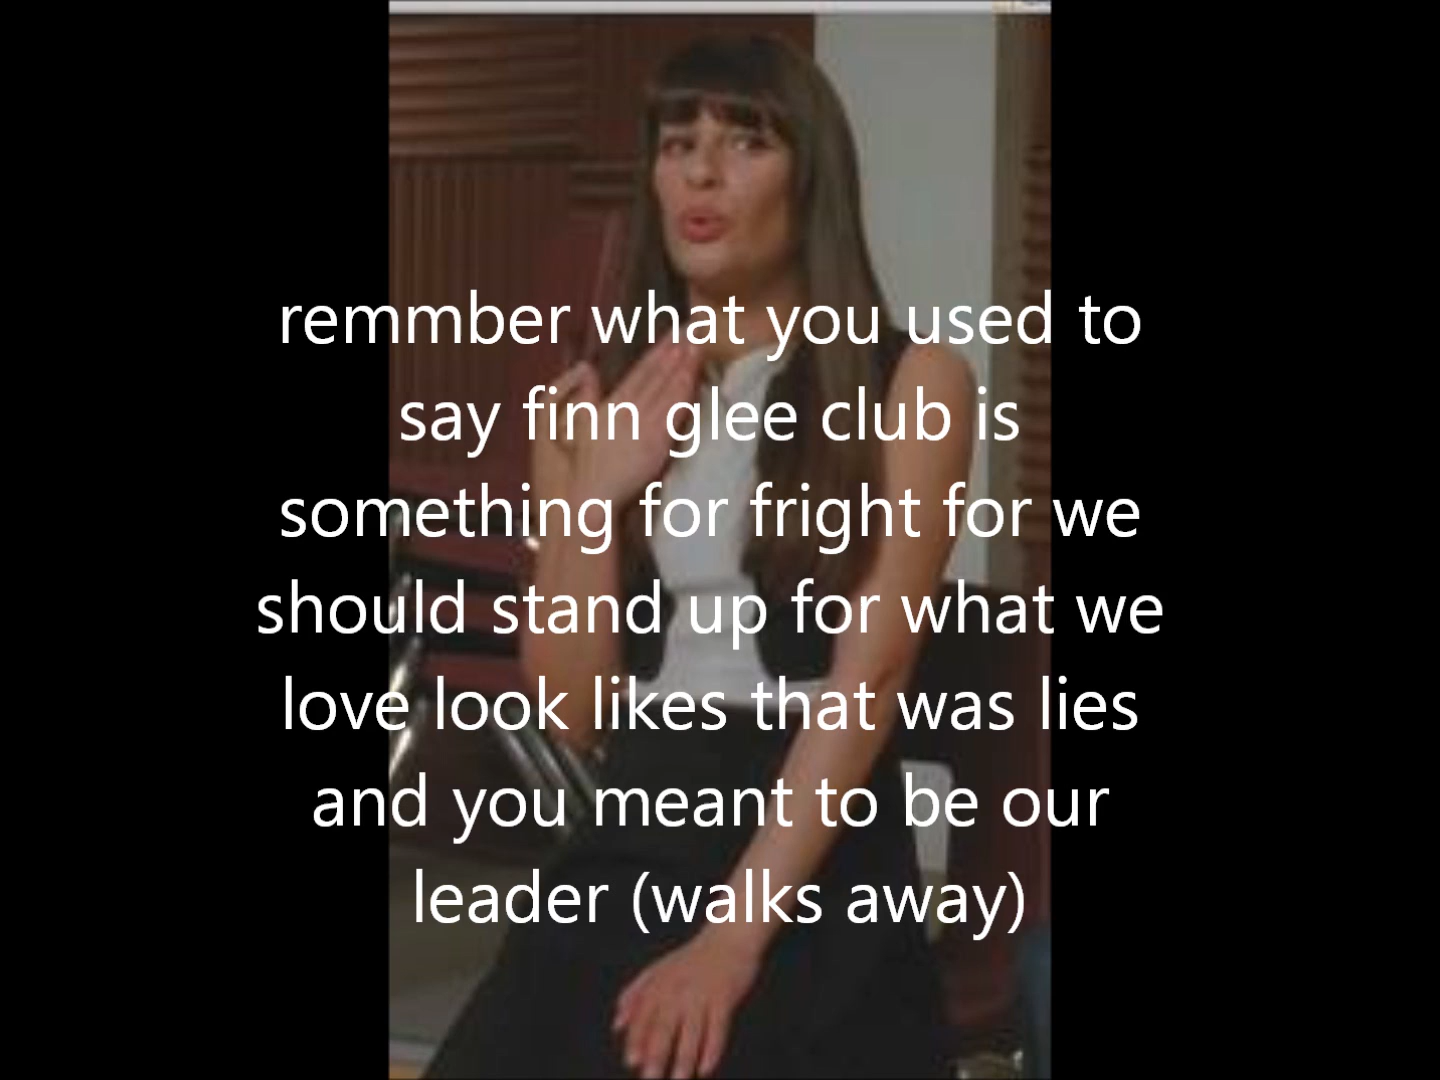 remmber what you used to
say finn glee club is
something for fright for we
should stand up for what we
love look likes that was lies
and you meant to be our
leader (walks away)